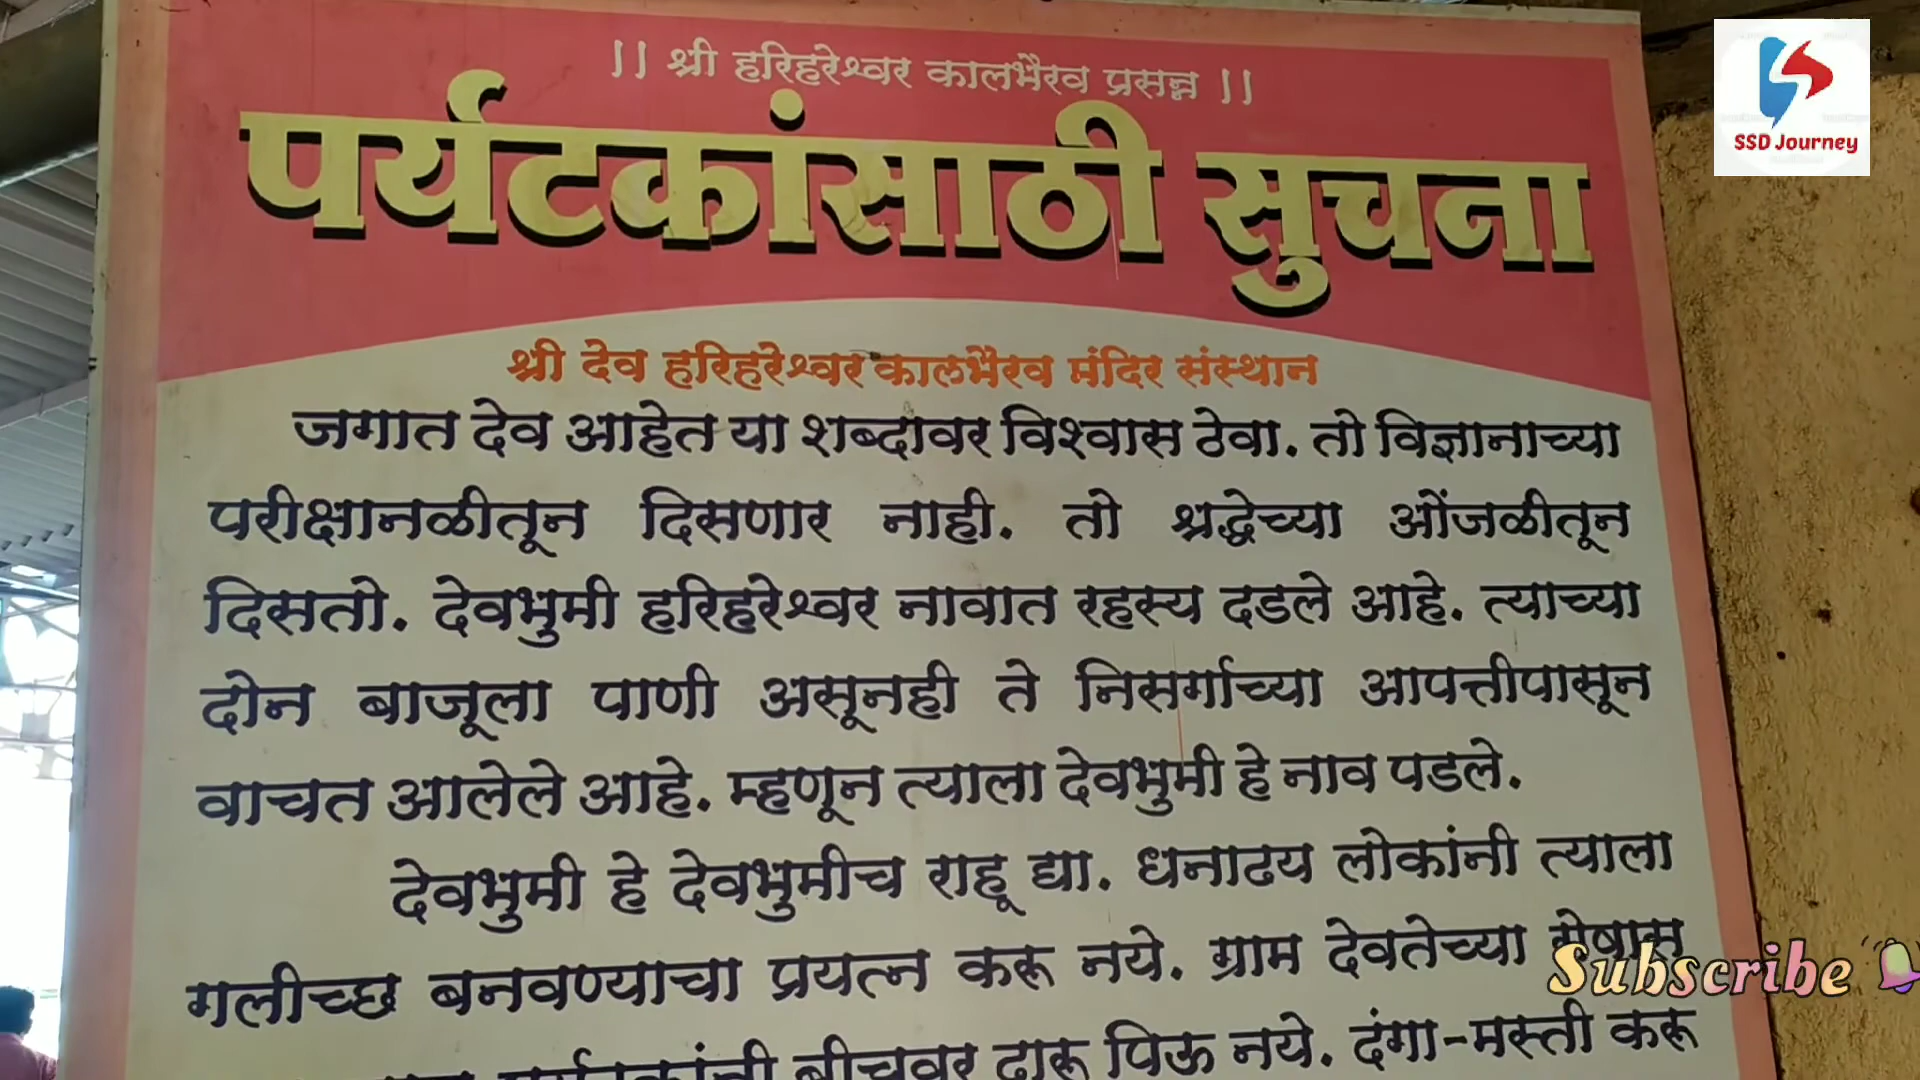 ।। श्री हरिहरेश्वर कालभैरव प्रसन्न ।।
पर्यटकांसाठी सुचना
श्री देव हरिहरेश्वर कालभैरव मंदिर संस्थान
जगात देव आहेत या शब्दावर विश्वास ठेवा. तो विज्ञानाच्या
परीक्षानळीतून दिसणार नाही. तो श्रद्धेच्या ओंजळीतून
दिसतो. देवभुमी हरिहरेश्वर नावात रहस्य दडले आहे. त्याच्या
दोन बाजूला पाणी असूनही ते निसर्गाच्या आपत्तीपासून
वाचत आलेले आहे. म्हणून त्याला देवभुमी हे नाव पडले.
देवभुमी हे देवभुमीच राहू द्या. धनाढय लोकांनी त्याला
गलीच्छ बनवण्याचा प्रयत्न करू नये. ग्राम देवतेच्या
पर्यटकांनी बीचवर दारू पिऊ नये. दंगा-मस्ती करू
SSD Journey
Subscribe